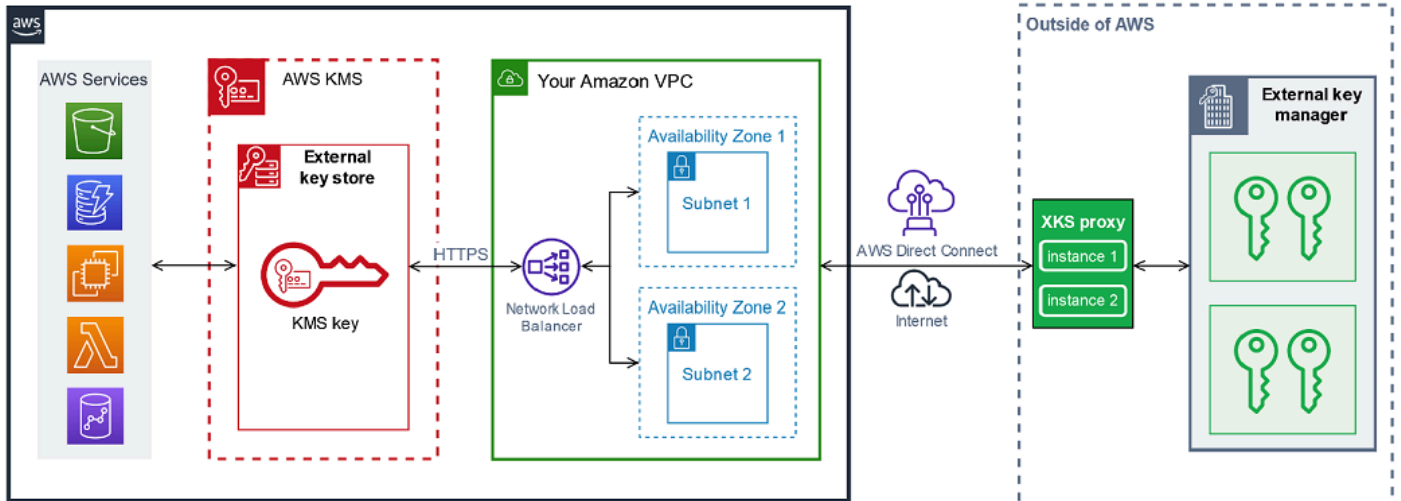 aws
AWS Services
AWS KMS
External
key store
KMS key
HTTPS
Your Amazon VPC
Network Load
Balancer
Availability Zone 1
Subnet 1
Availability Zone 2
Subnet 2
AWS Direct Connect
Internet
Outside of AWS
XKS proxy
instance 1
instance 2
External key
manager